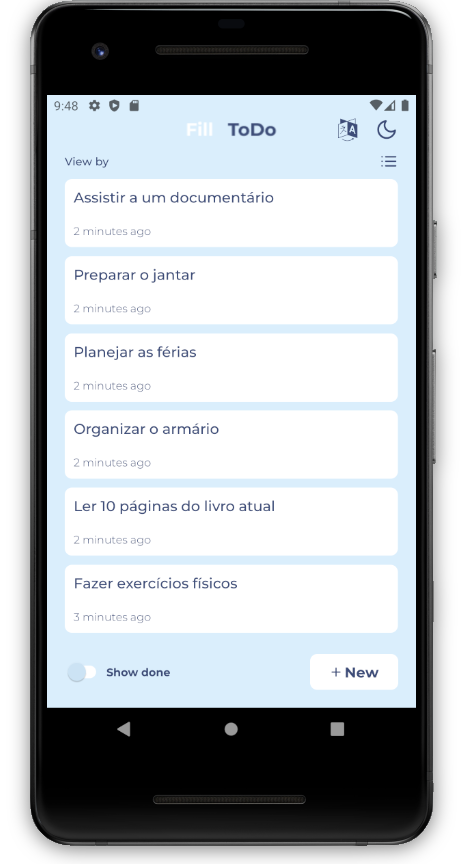 9:48
Fill ToDo
View by
Assistir a um documentário
2 minutes ago
Preparar o jantar
2 minutes ago
Planejar as férias
2 minutes ago
Organizar o armário
2 minutes ago
Ler 10 páginas do livro atual
2 minutes ago
Fazer exercícios físicos
3 minutes ago
Show done
+ New